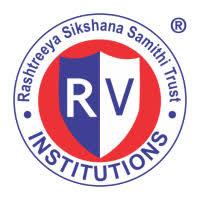 ®
• Rashtreeya Sikshana Samithi Trust •
RV
INSTITUTIONS